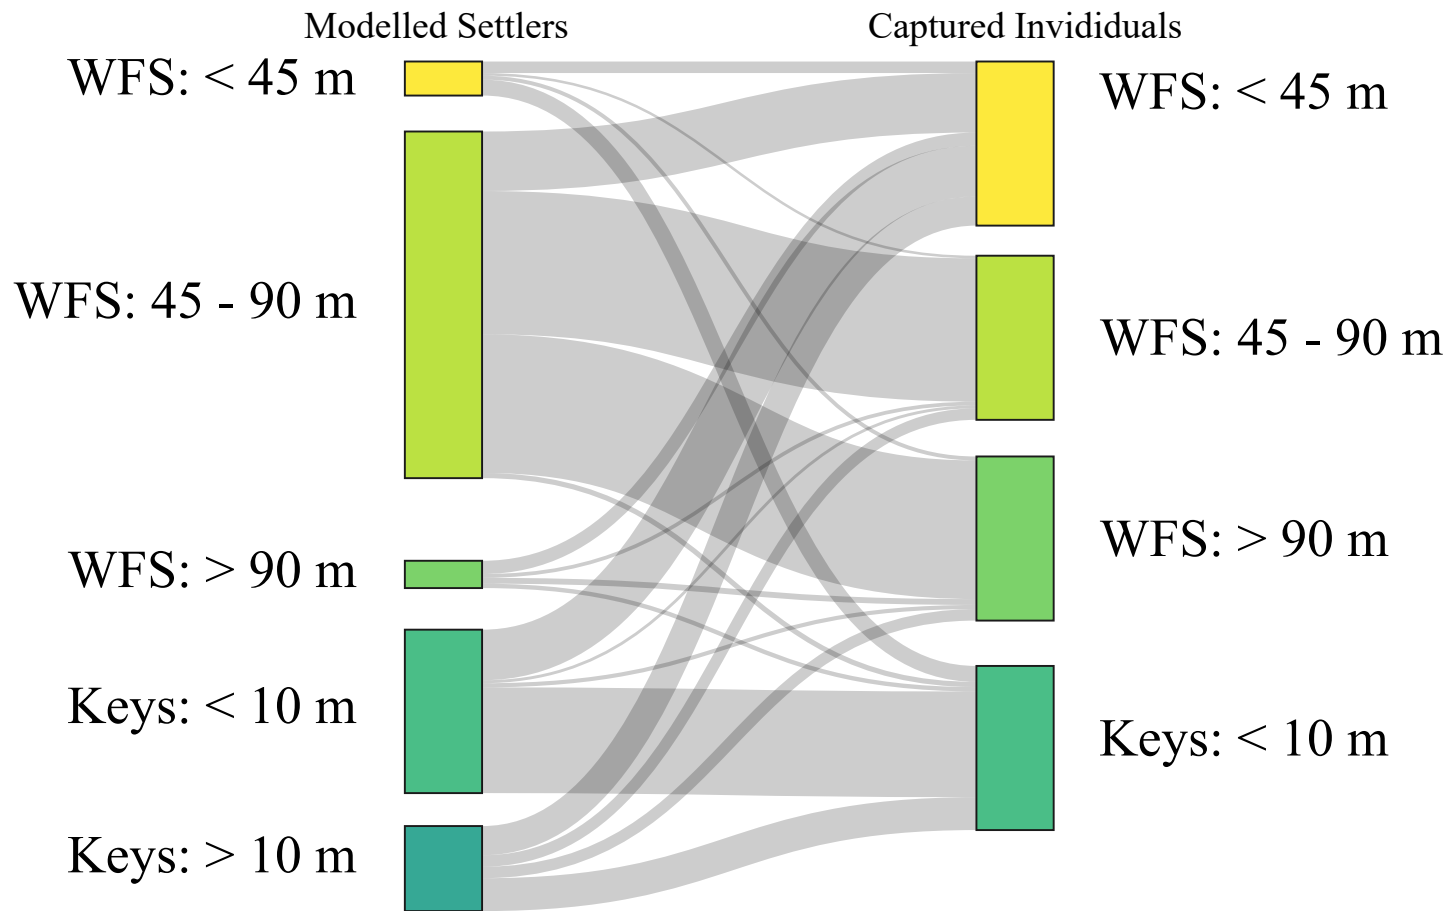 Modelled Settlers
Captured Invididuals
WFS: < 45 m
WFS: 45 - 90 m
WFS: > 90 m
Keys: < 10 m
Keys: > 10 m
WFS: < 45 m
WFS: 45 - 90 m
WFS: > 90 m
Keys: < 10 m